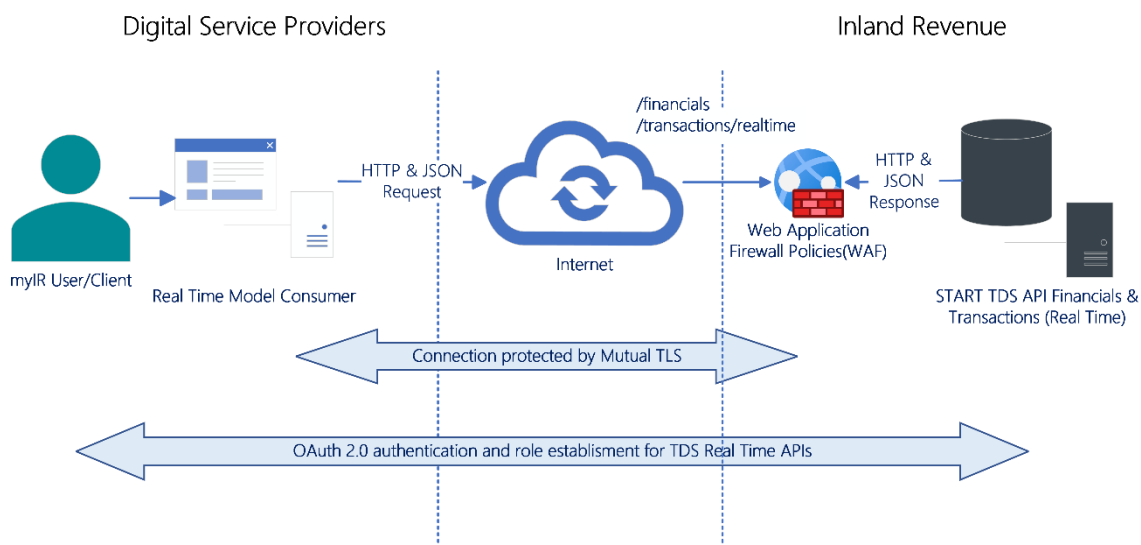 Digital Service Providers
Inland Revenue
/financials
/transactions/realtime
HTTP & JSON
Request
HTTP &
JSON
Response
Internet
Web Application
Firewall Policies(WAF)
myIR User/Client
Real Time Model Consumer
START TDS API Financials &
Transactions (Real Time)
Connection protected by Mutual TLS
OAuth 2.0 authentication and role establisment for TDS Real Time APIs